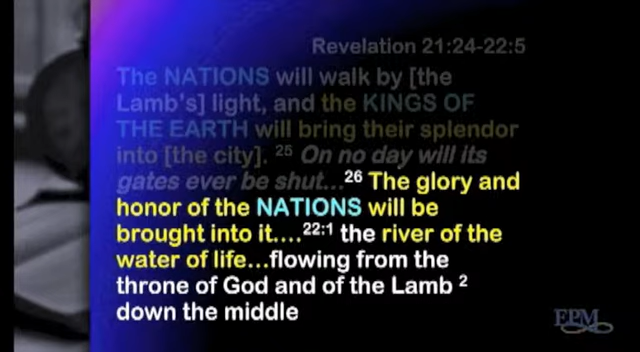 Revelation 21:24-22:5
The NATIONS will walk by [the
Lamb's] light, and the KINGS OF
THE EARTH will bring their splendor
into [the city]. 25 On no day will its
gates ever be shut...26 The glory and
honor of the NATIONS will be
brought into it....22:1 the river of the
water of life...flowing from the
throne of God and of the Lamb 2
down the middle
EPM